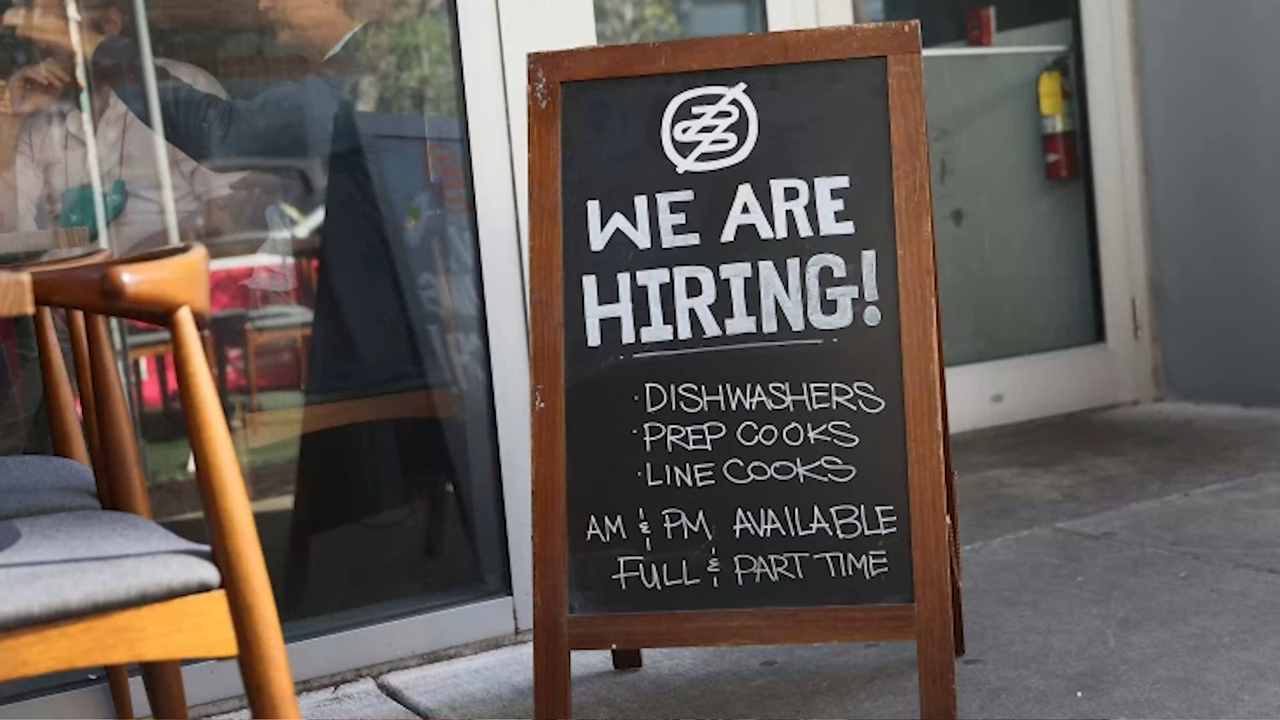 WE ARE
HIRING!
· DISHWASHERS
· PREP COOKS
· LINE COOKS
AM & PM AVAILABLE
FULL & PART TIME